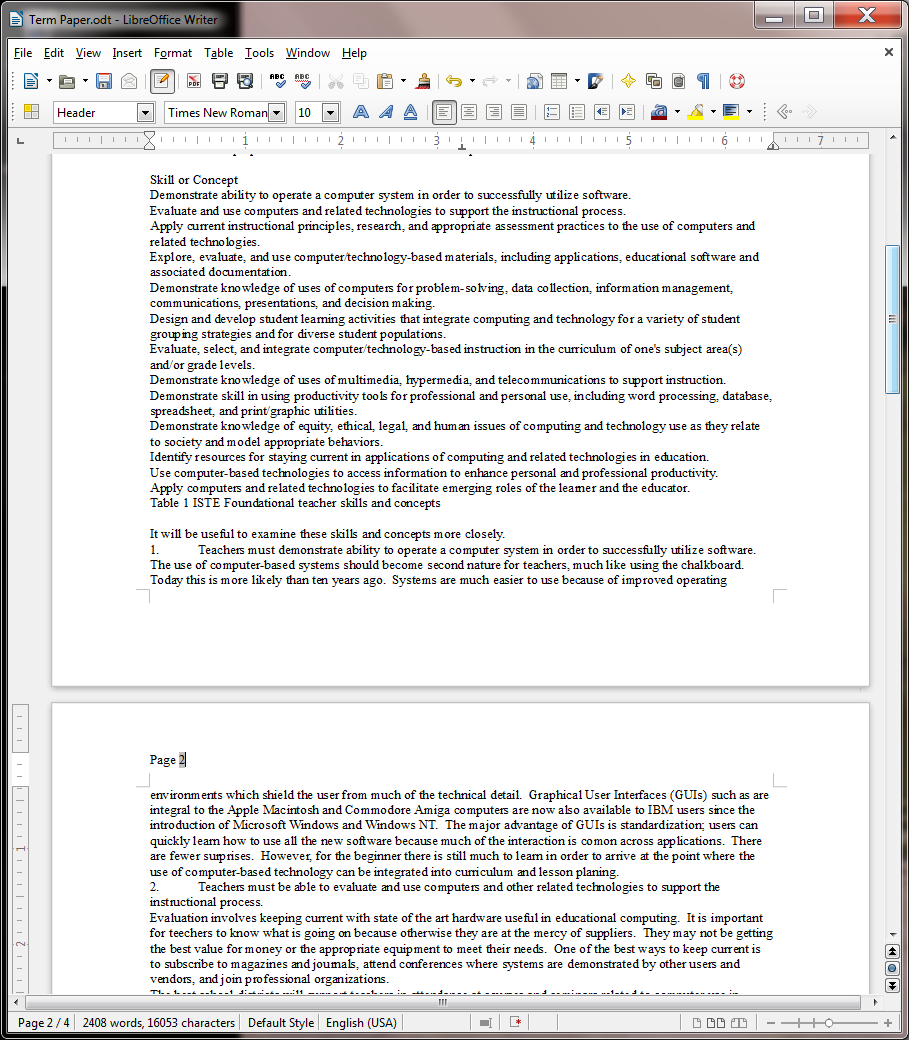 Term Paper.odt - LibreOffice Writer
File Edit View Insert Format Table Tools Window Help
Header Times New Roman 10
1 2 3 4 5 6 7
Skill or Concept
Demonstrate ability to operate a computer system in order to successfully utilize software.
Evaluate and use computers and related technologies to support the instructional process.
Apply current instructional principles, research, and appropriate assessment practices to the use of computers and
related technologies.
Explore, evaluate, and use computer/technology-based materials, including applications, educational software and
associated documentation.
Demonstrate knowledge of uses of computers for problem-solving, data collection, information management,
communications, presentations, and decision making.
Design and develop student learning activities that integrate computing and technology for a variety of student
grouping strategies and for diverse student populations.
Evaluate, select, and integrate computer/technology-based instruction in the curriculum of one's subject area(s)
and/or grade levels.
Demonstrate knowledge of uses of multimedia, hypermedia, and telecommunications to support instruction.
Demonstrate skill in using productivity tools for professional and personal use, including word processing, database,
spreadsheet, and print/graphic utilities.
Demonstrate knowledge of equity, ethical, legal, and human issues of computing and technology use as they relate
to society and model appropriate behaviors.
Identify resources for staying current in applications of computing and related technologies in education.
Use computer-based technologies to access information to enhance personal and professional productivity.
Apply computers and related technologies to facilitate emerging roles of the learner and the educator.
Table 1 ISTE Foundational teacher skills and concepts
It will be useful to examine these skills and concepts more closely.
1. Teachers must demonstrate ability to operate a computer system in order to successfully utilize software.
The use of computer-based systems should become second nature for teachers, much like using the chalkboard.
Today this is more likely than ten years ago. Systems are much easier to use because of improved operating
Page 2
environments which shield the user from much of the technical detail. Graphical User Interfaces (GUIs) such as are
integral to the Apple Macintosh and Commodore Amiga computers are now also available to IBM users since the
introduction of Microsoft Windows and Windows NT. The major advantage of GUIs is standardization; users can
quickly learn how to use all the new software because much of the interaction is comon across applications. There
are fewer surprises. However, for the beginner there is still much to learn in order to arrive at the point where the
use of computer-based technology can be integrated into curriculum and lesson planing.
2. Teachers must be able to evaluate and use computers and other related technologies to support the
instructional process.
Evaluation involves keeping current with state of the art hardware useful in educational computing. It is important
for teechers to know what is going on because otherwise they are at the mercy of suppliers. They may not be getting
the best value for money or the appropriate equipment to meet their needs. One of the best ways to keep current is
to subscribe to magazines and journals, attend conferences where systems are demonstrated by other users and
vendors, and join professional organizations.
Page 2 / 4 2408 words, 16053 characters Default Style English (USA)